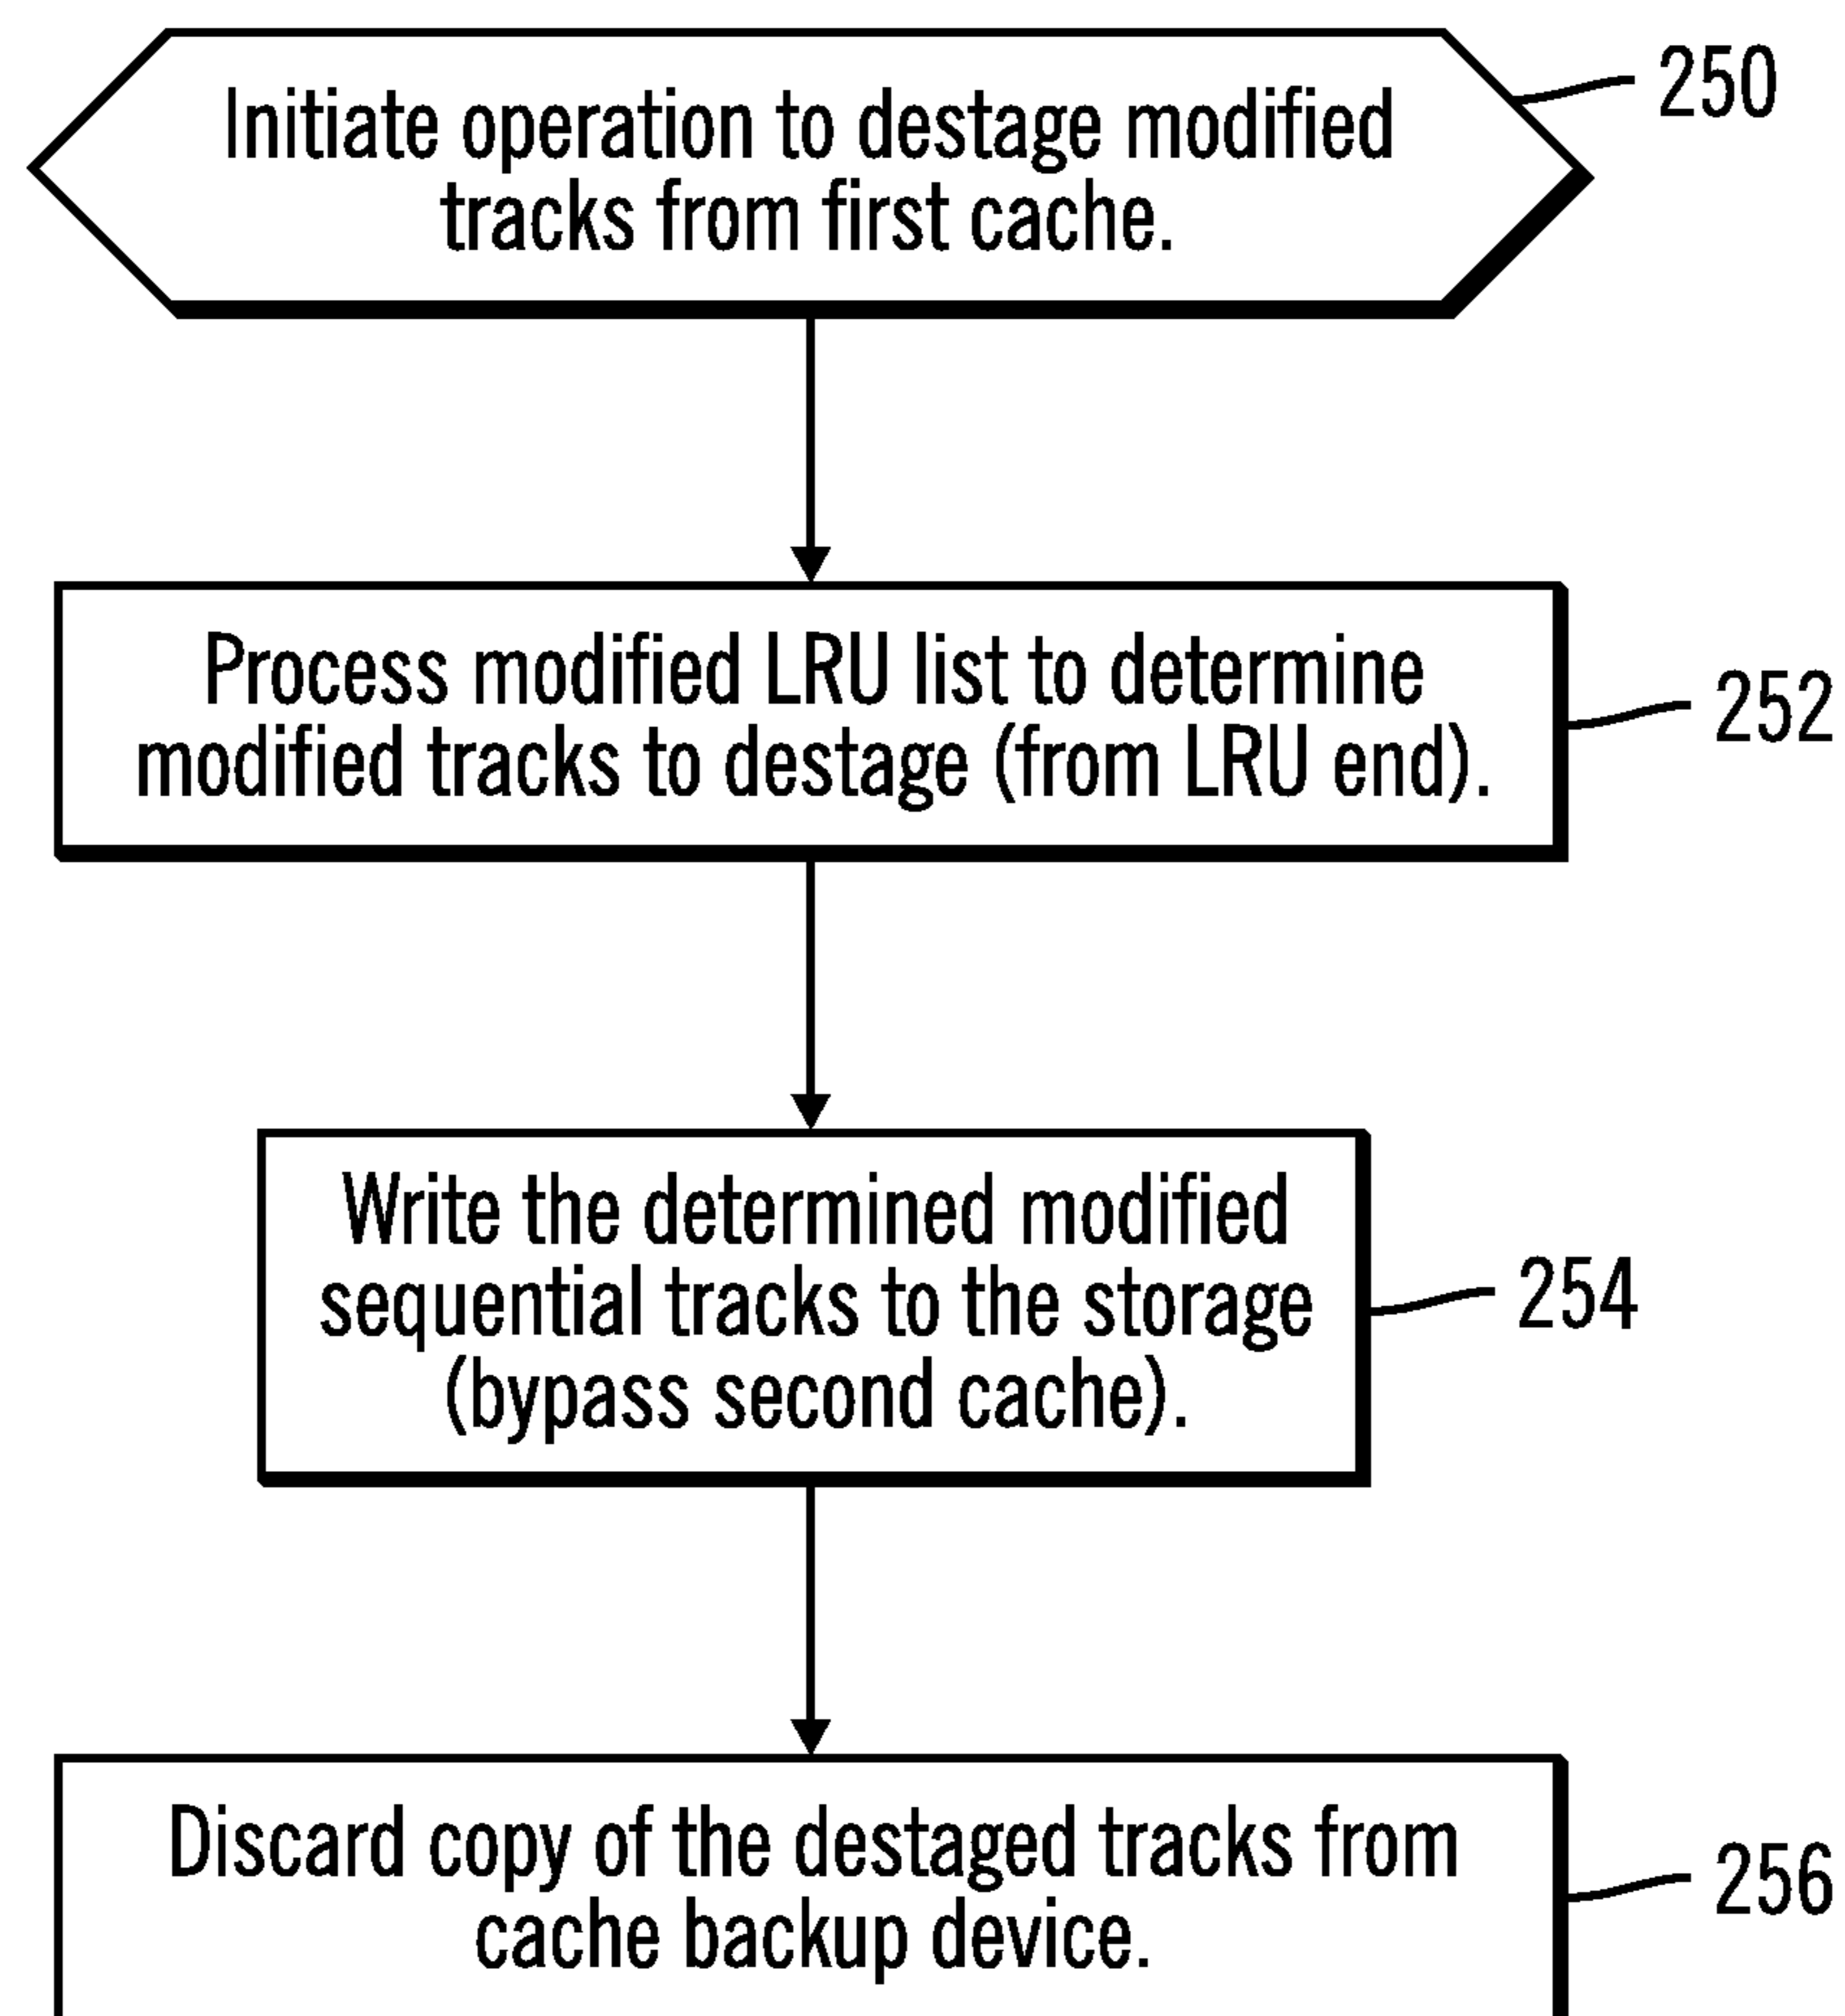 Initiate operation to destage modified
tracks from first cache.
250
Process modified LRU list to determine
modified tracks to destage (from LRU end).
252
Write the determined modified
sequential tracks to the storage
(bypass second cache).
254
Discard copy of the destaged tracks from
cache backup device.
256